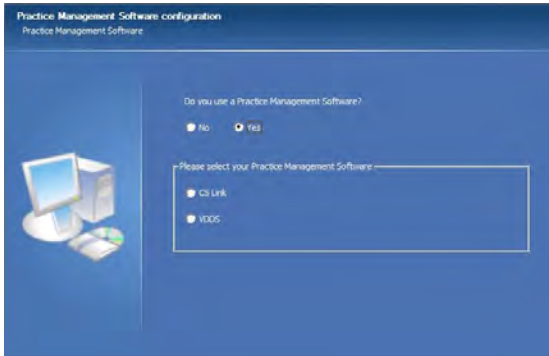 Practice Management Software configuration
Practice Management Software
Do you use a Practice Management Software?
No Yes
Please select your Practice Management Software
CS Link
VDDS